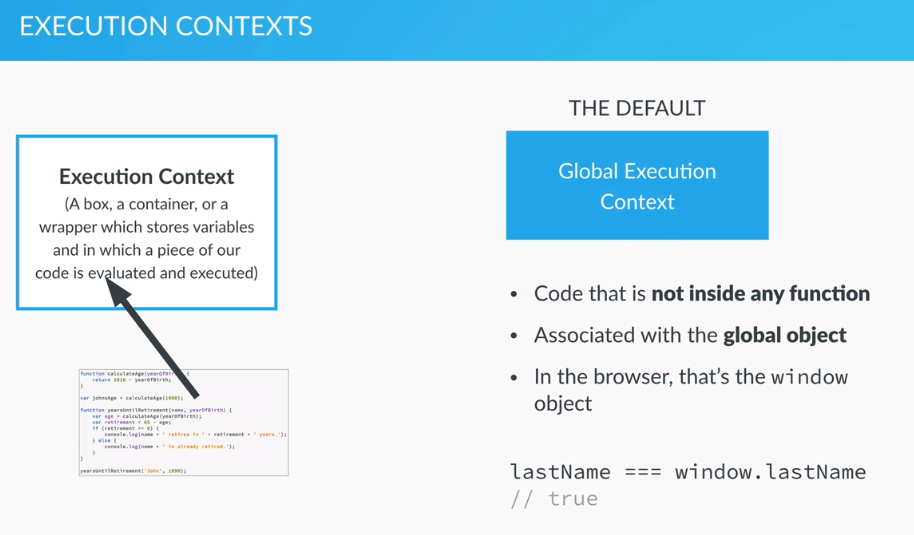 EXECUTION CONTEXTS
Execution Context
(A box, a container, or a
wrapper which stores variables
and in which a piece of our
code is evaluated and executed)
function calculateAge(yearOfBirth) {
return 2016 - yearOfBirth;
}
var johnsAge = calculateAge(1990);
function yearsUntilRetirement(name, yearOfBirth) {
var age = calculateAge(yearOfBirth);
var retirement = 65 - age;
if (retirement >= 0) {
console.log(name + ' retires in ' + retirement + ' years.');
} else {
console.log(name + ' is already retired.');
}
}
yearsUntilRetirement('John', 1990);
THE DEFAULT
Global Execution
Context
• Code that is not inside any function
• Associated with the global object
• In the browser, that’s the window
object
lastName === window.lastName
// true